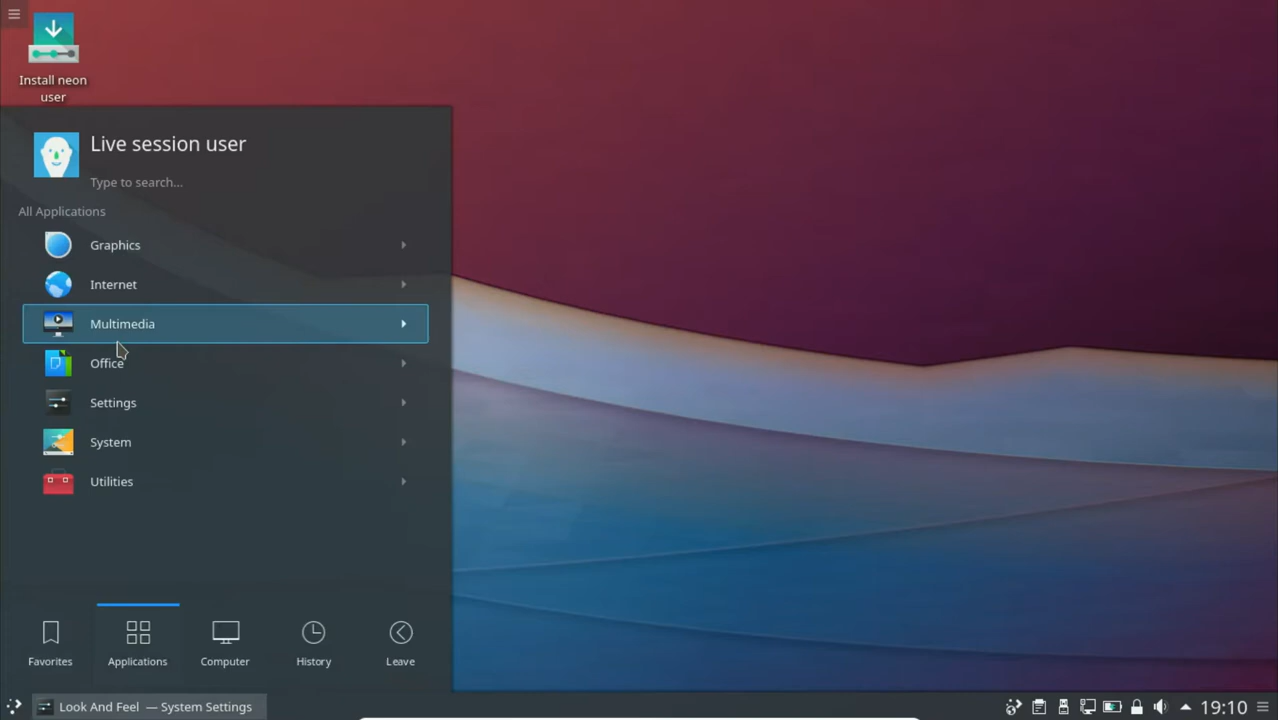 Install neon
user
Live session user
Type to search...
All Applications
Graphics
Internet
Multimedia
Office
Settings
System
Utilities
Favorites
Applications
Computer
History
Leave
Look And Feel — System Settings
19:10